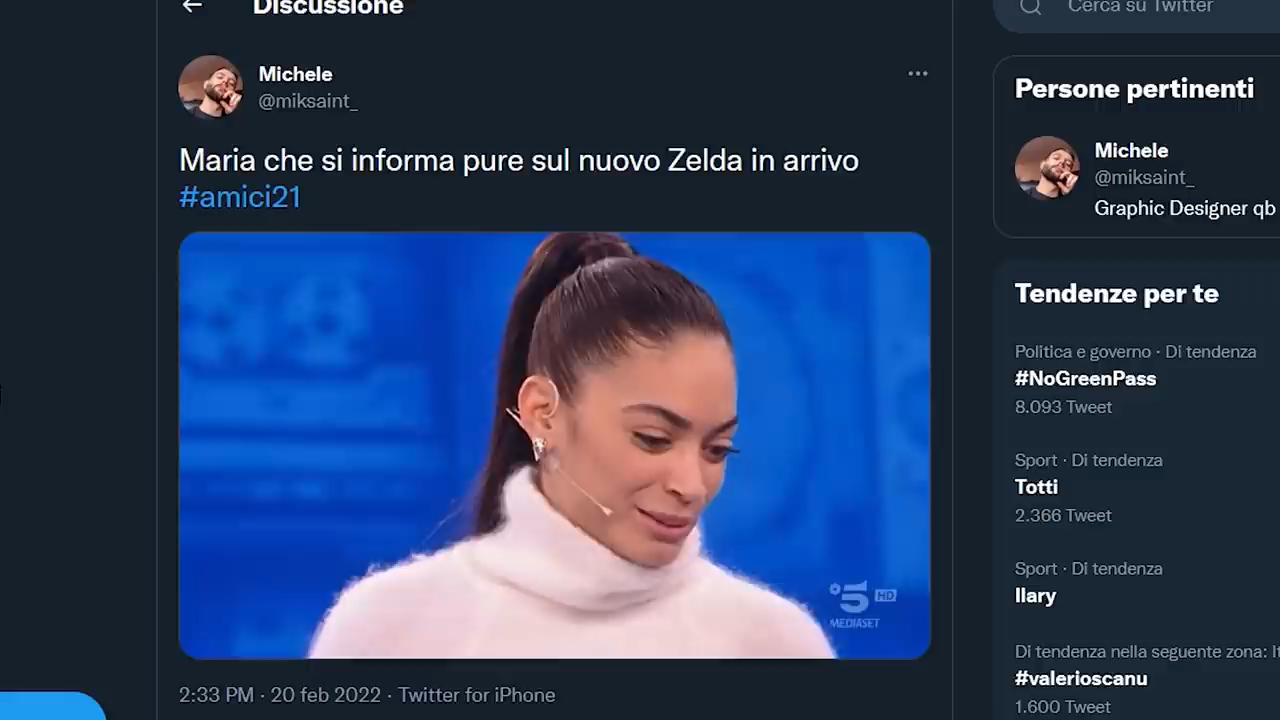 Discussione
Cerca su Twitter
Michele
@miksaint_
Maria che si informa pure sul nuovo Zelda in arrivo
#amici21
5 HD
MEDIASET
2:33 PM · 20 feb 2022 · Twitter for iPhone
Persone pertinenti
Michele
@miksaint_
Graphic Designer qb
Tendenze per te
Politica e governo · Di tendenza
#NoGreenPass
8.093 Tweet
Sport · Di tendenza
Totti
2.366 Tweet
Sport · Di tendenza
Ilary
Di tendenza nella seguente zona: It
#valerioscanu
1.600 Tweet